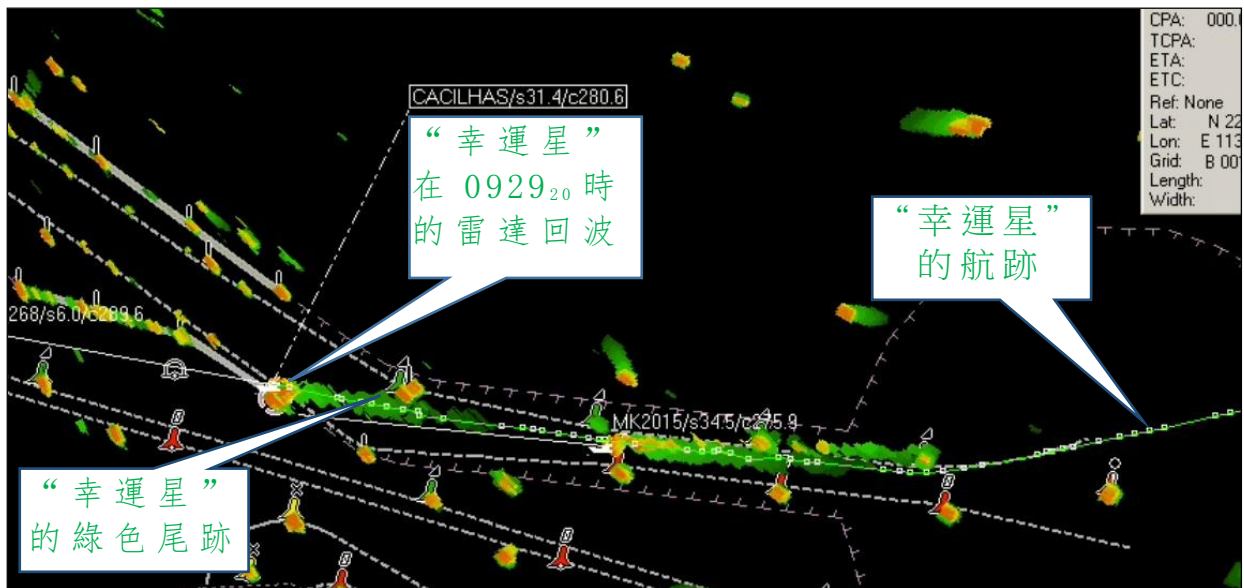 CPA: 000.
TCPA:
ETA:
ETC:
Ref: None
Lat: N 22
Lon: E 113
Grid: B 00
Length:
Width:
CACILHAS/s31.4/c280.6
“幸運星”
在 0929₂₀ 時
的雷達回波
“幸運星”
的航跡
268/s6.0/c289.6
MK2015/s34.5/c275.9
“幸運星”
的綠色尾跡